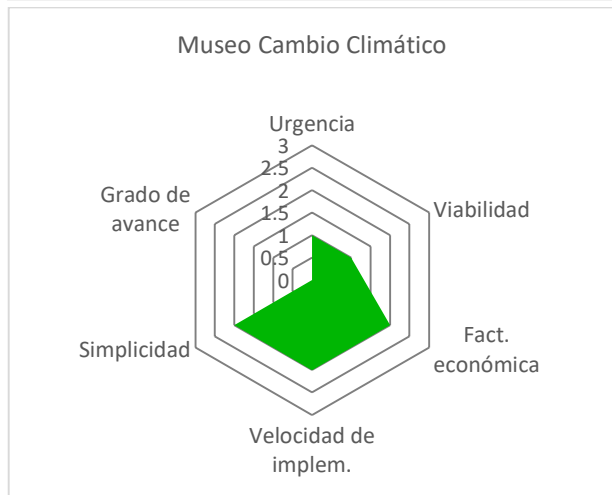 Museo Cambio Climático
Urgencia
3
2.5
2
1.5
1
0.5
0
Viabilidad
Fact.
económica
Velocidad de
implem.
Simplicidad
Grado de
avance